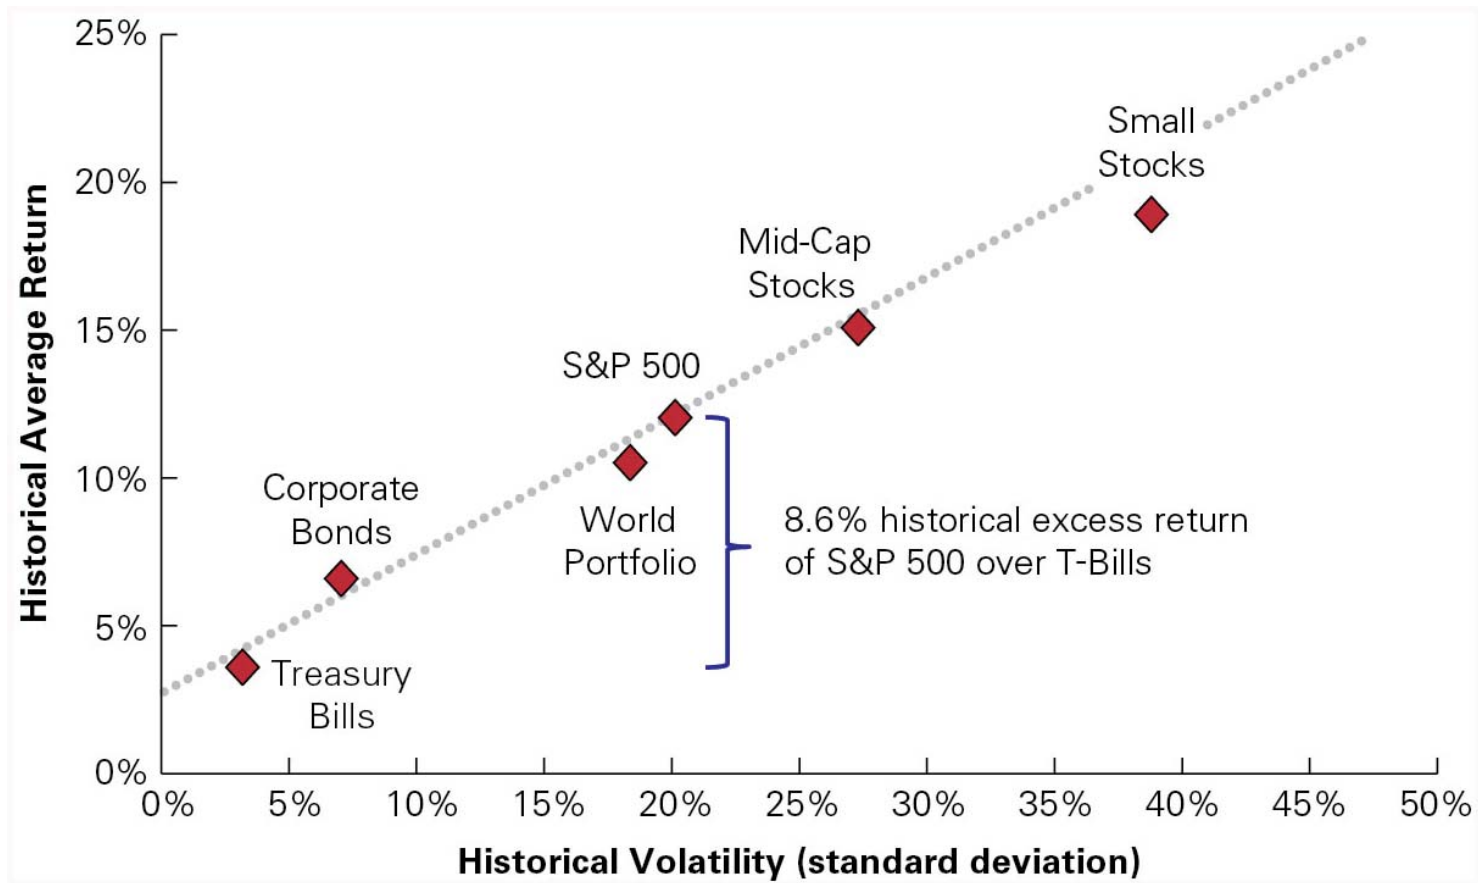 25%
20%
15%
10%
5%
0%
Historical Average Return
Small
Stocks
Mid-Cap
Stocks
S&P 500
World
Portfolio
Corporate
Bonds
Treasury
Bills
8.6% historical excess return
of S&P 500 over T-Bills
0% 5% 10% 15% 20% 25% 30% 35% 40% 45% 50%
Historical Volatility (standard deviation)